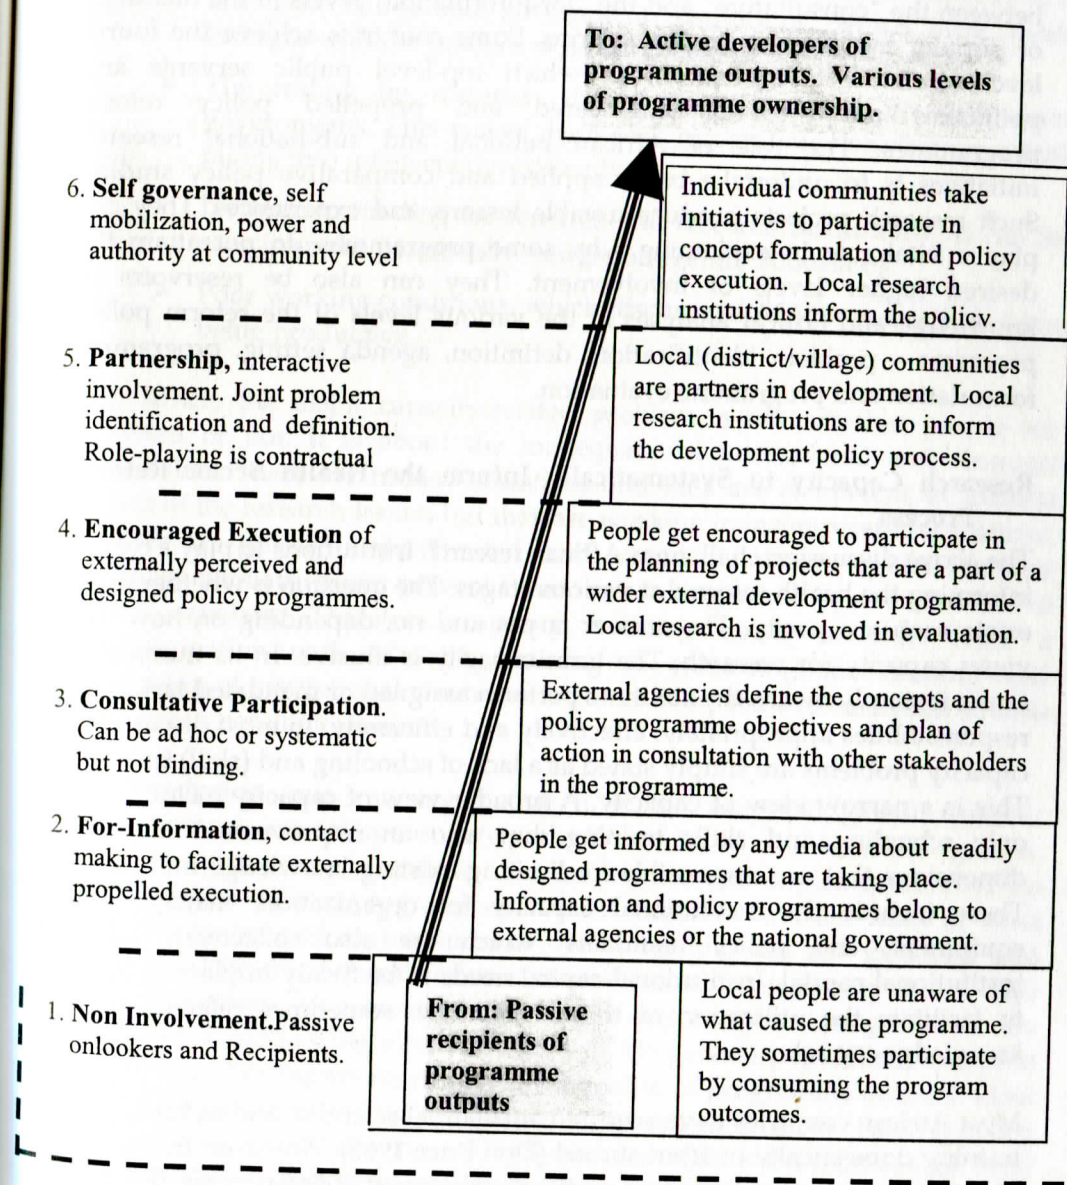 To: Active developers of
programme outputs. Various levels
of programme ownership.
6. Self governance, self
mobilization, power and
authority at community level
Individual communities take
initiatives to participate in
concept formulation and policy
execution. Local research
institutions inform the policy.
5. Partnership, interactive
involvement. Joint problem
identification and definition.
Role-playing is contractual
Local (district/village) communities
are partners in development. Local
research institutions are to inform
the development policy process.
4. Encouraged Execution of
externally perceived and
designed policy programmes.
People get encouraged to participate in
the planning of projects that are a part of a
wider external development programme.
Local research is involved in evaluation.
3. Consultative Participation.
Can be ad hoc or systematic
but not binding.
External agencies define the concepts and the
policy programme objectives and plan of
action in consultation with other stakeholders
in the programme.
2. For-Information, contact
making to facilitate externally
propelled execution.
People get informed by any media about readily
designed programmes that are taking place.
Information and policy programmes belong to
external agencies or the national government.
1. Non Involvement.Passive
onlookers and Recipients.
From: Passive
recipients of
programme
outputs
Local people are unaware of
what caused the programme.
They sometimes participate
by consuming the program
outcomes.